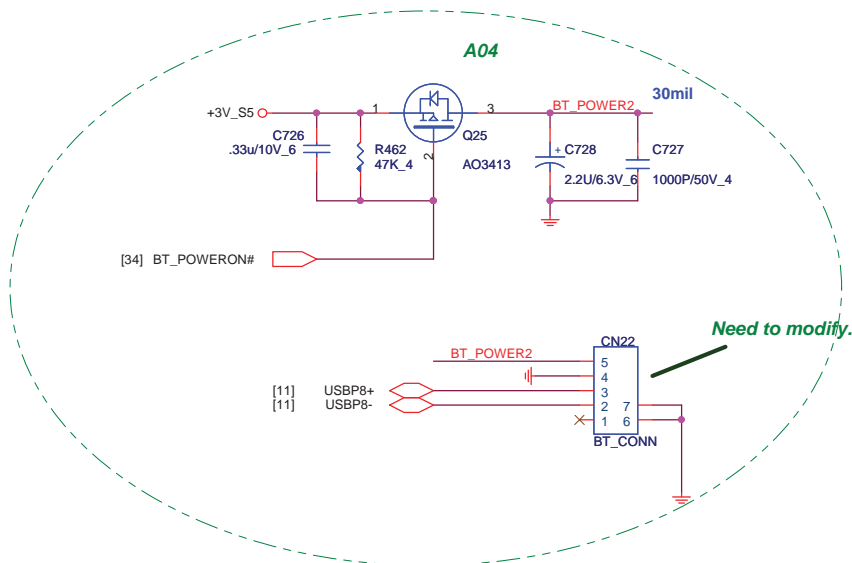 A04
+3V_S5
1
3
BT_POWER2
30mil
C726
.33u/10V_6
R462
47K_4
2
Q25
AO3413
+
C728
2.2U/6.3V_6
C727
1000P/50V_4
[34] BT_POWERON#
Need to modify.
CN22
BT_POWER2
5
4
[11] USBP8+
3
[11] USBP8-
2
7
1
6
BT_CONN